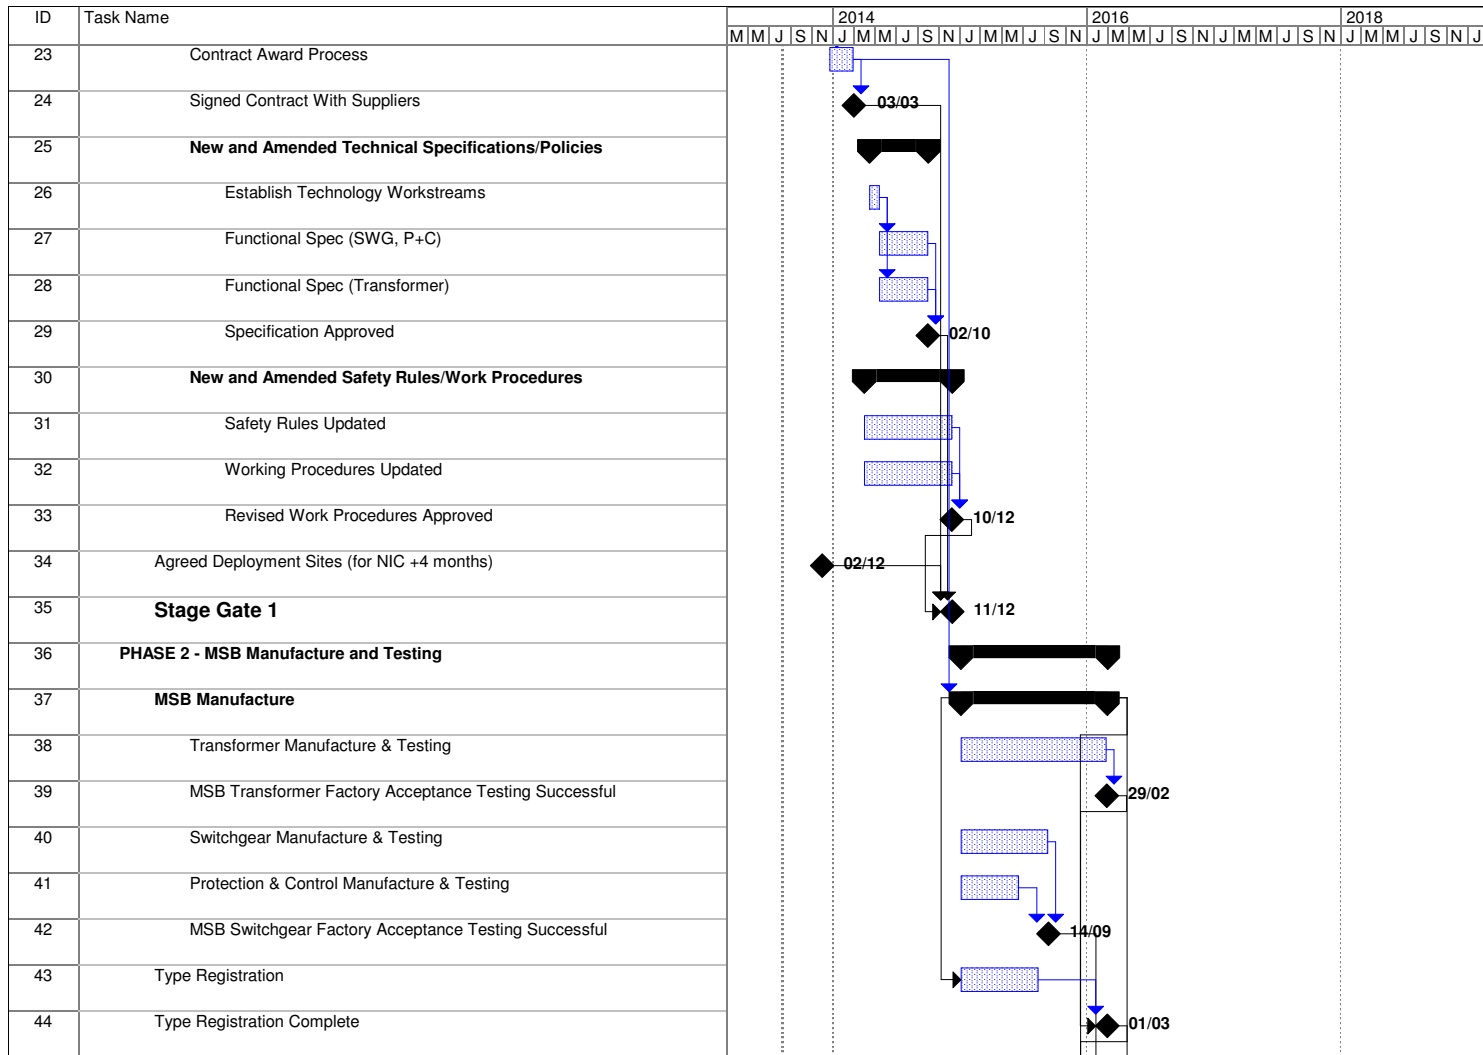 ID Task Name 2014 2016 2018
M M J S N J M M J S N J M M J S N J M M J S N J M M J S N J M M J S N J
23 Contract Award Process
24 Signed Contract With Suppliers 03/03
25 New and Amended Technical Specifications/Policies
26 Establish Technology Workstreams
27 Functional Spec (SWG, P+C)
28 Functional Spec (Transformer)
29 Specification Approved 02/10
30 New and Amended Safety Rules/Work Procedures
31 Safety Rules Updated
32 Working Procedures Updated
33 Revised Work Procedures Approved 10/12
34 Agreed Deployment Sites (for NIC +4 months) 02/12
35 Stage Gate 1 11/12
36 PHASE 2 - MSB Manufacture and Testing
37 MSB Manufacture
38 Transformer Manufacture & Testing
39 MSB Transformer Factory Acceptance Testing Successful 29/02
40 Switchgear Manufacture & Testing
41 Protection & Control Manufacture & Testing
42 MSB Switchgear Factory Acceptance Testing Successful 14/09
43 Type Registration
44 Type Registration Complete 01/03